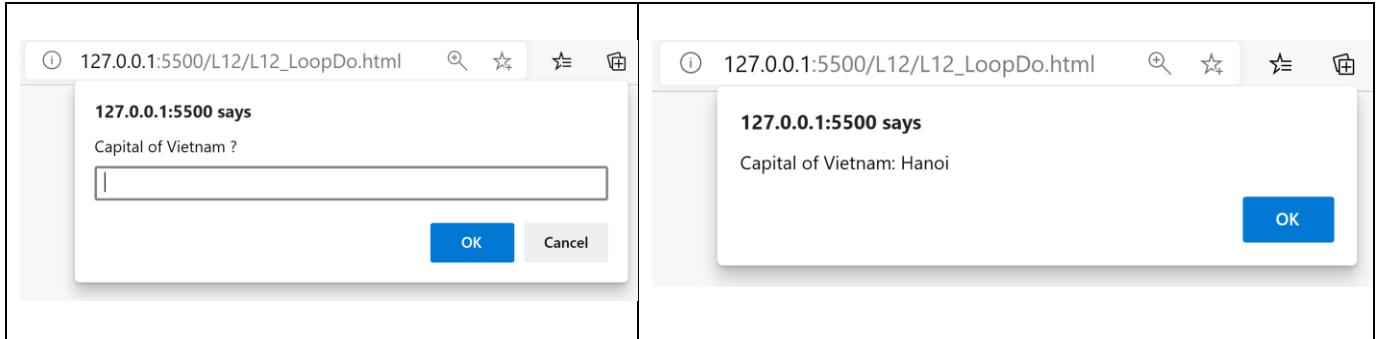 127.0.0.1:5500/L12/L12_LoopDo.html
127.0.0.1:5500 says
Capital of Vietnam ?
OK
Cancel
127.0.0.1:5500/L12/L12_LoopDo.html
127.0.0.1:5500 says
Capital of Vietnam: Hanoi
OK